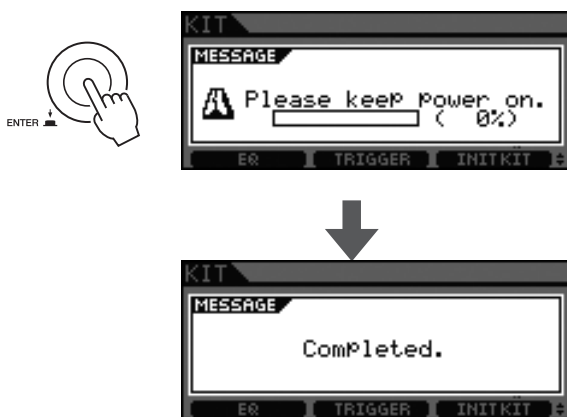 KIT
MESSAGE
Please keep power on.
( 0%)
EQ TRIGGER INITKIT
ENTER
KIT
MESSAGE
Completed.
EQ TRIGGER INITKIT